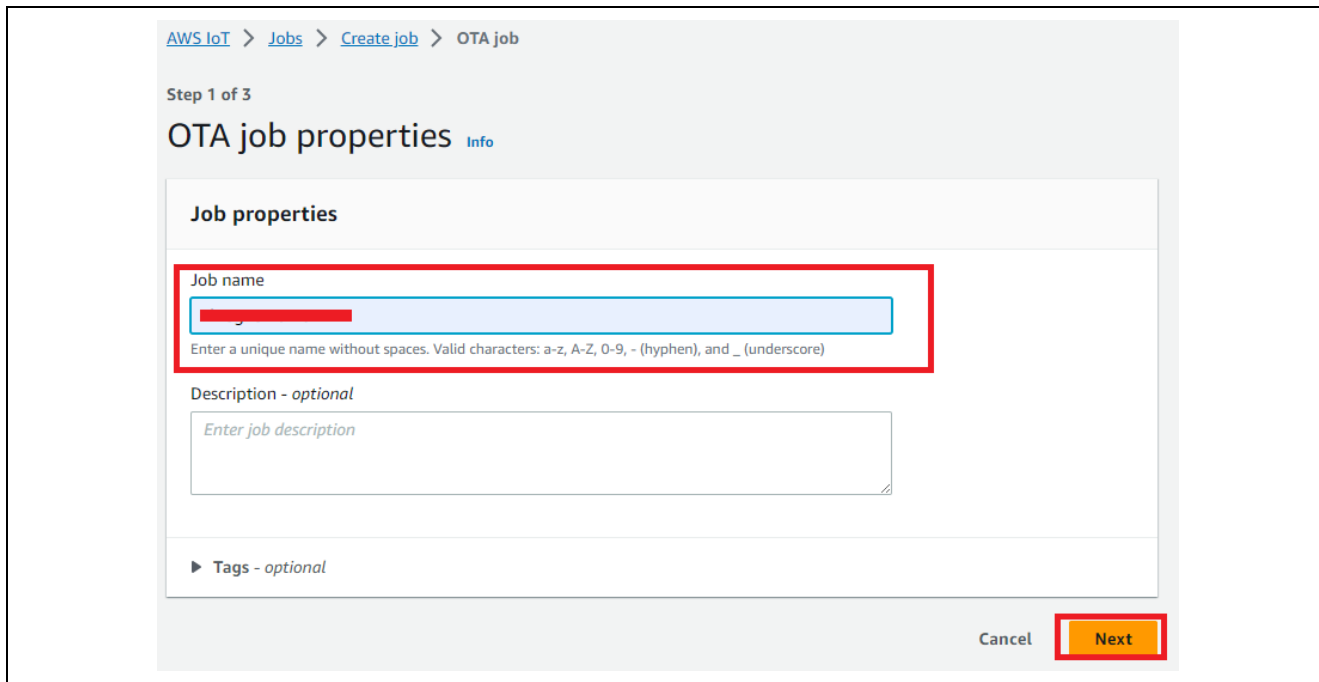 AWS IoT > Jobs > Create job > OTA job
Step 1 of 3
OTA job properties Info
Job properties
Job name
Enter a unique name without spaces. Valid characters: a-z, A-Z, 0-9, - (hyphen), and _ (underscore)
Description - optional
Enter job description
Tags - optional
Cancel Next